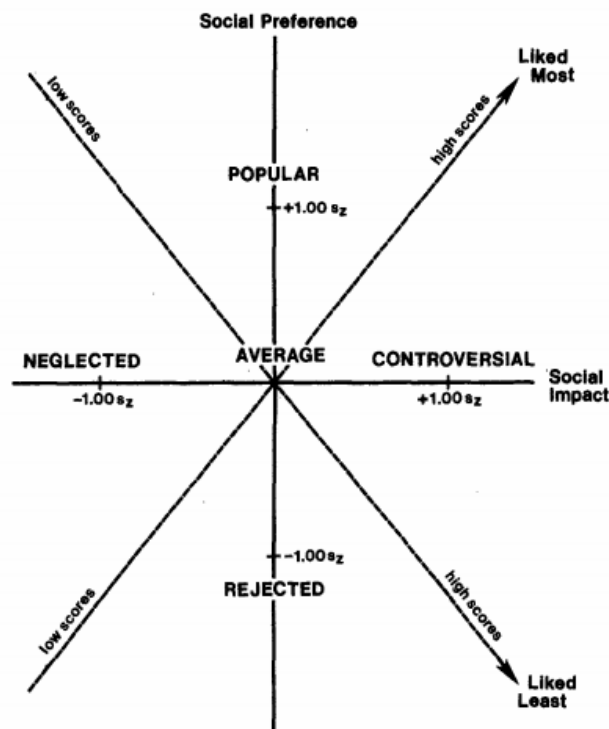 Social Preference
Liked
Most
low scores
high scores
POPULAR
+1.00 sz
NEGLECTED
AVERAGE
CONTROVERSIAL
Social
Impact
-1.00 sz
+1.00 sz
-1.00 sz
REJECTED
low scores
high scores
Liked
Least